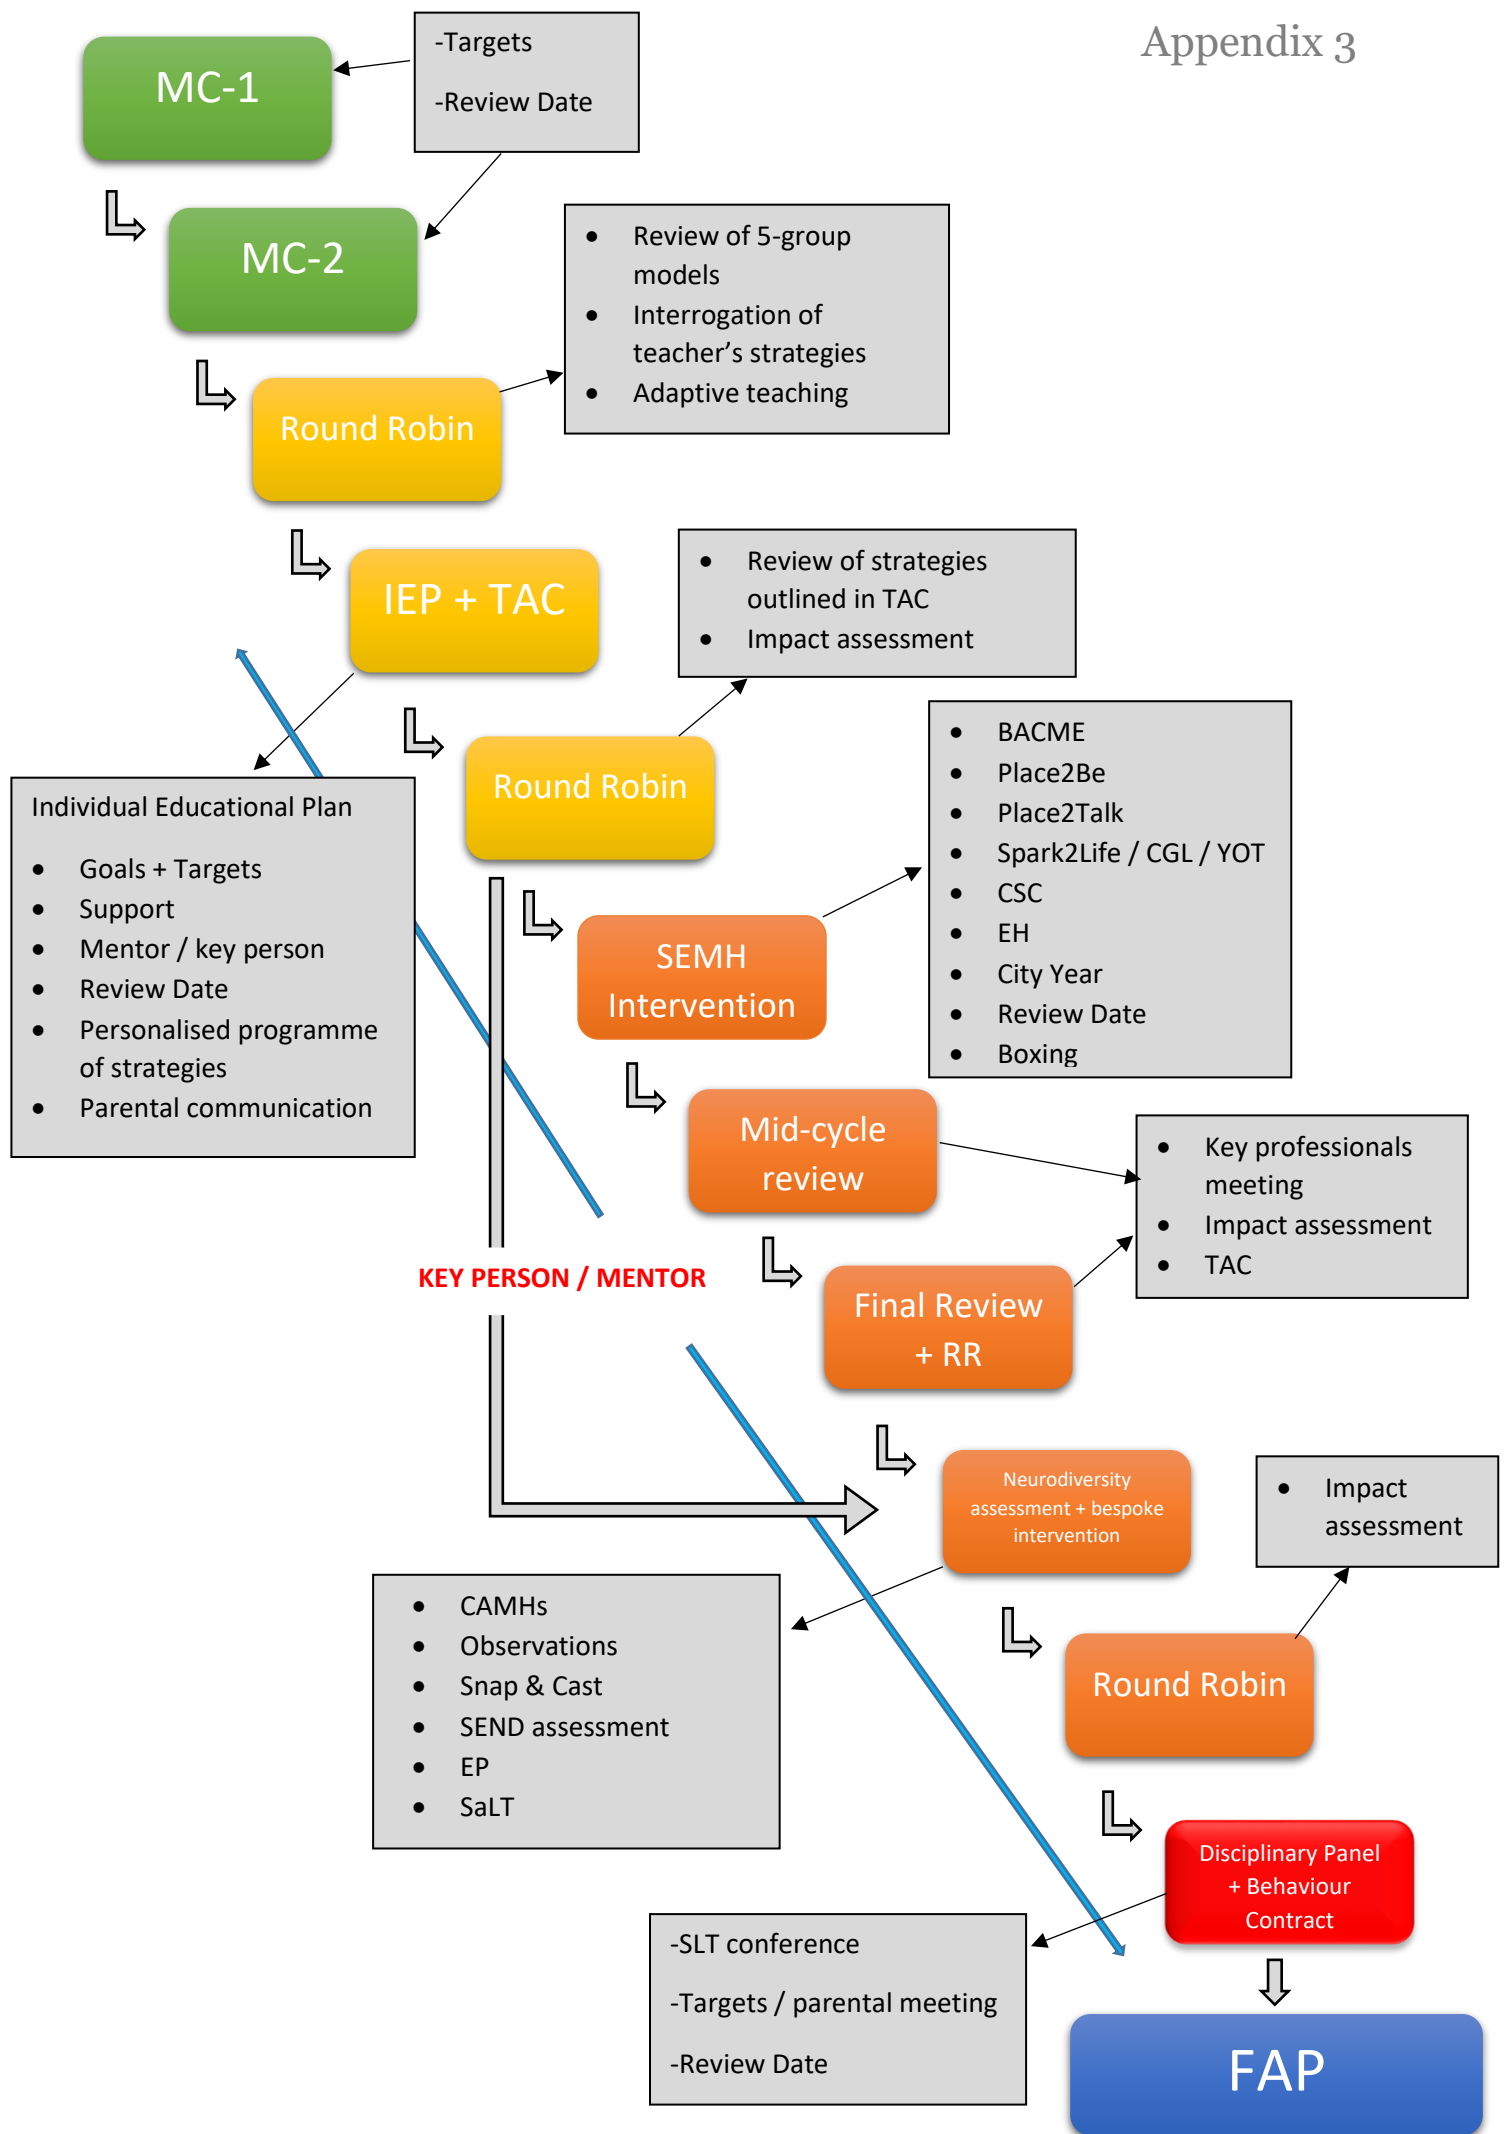 Appendix 3
MC-1
-Targets
-Review Date
MC-2
• Review of 5-group
models
• Interrogation of
teacher’s strategies
• Adaptive teaching
Round Robin
IEP + TAC
• Review of strategies
outlined in TAC
• Impact assessment
Individual Educational Plan
• Goals + Targets
• Support
• Mentor / key person
• Review Date
• Personalised programme
of strategies
• Parental communication
Round Robin
• BACME
• Place2Be
• Place2Talk
• Spark2Life / CGL / YOT
• CSC
• EH
• City Year
• Review Date
• Boxing
SEMH
Intervention
Mid-cycle
review
• Key professionals
meeting
• Impact assessment
• TAC
KEY PERSON / MENTOR
Final Review
+ RR
Neurodiversity
assessment + bespoke
intervention
• Impact
assessment
• CAMHs
• Observations
• Snap & Cast
• SEND assessment
• EP
• SaLT
Round Robin
Disciplinary Panel
+ Behaviour
Contract
-SLT conference
-Targets / parental meeting
-Review Date
FAP